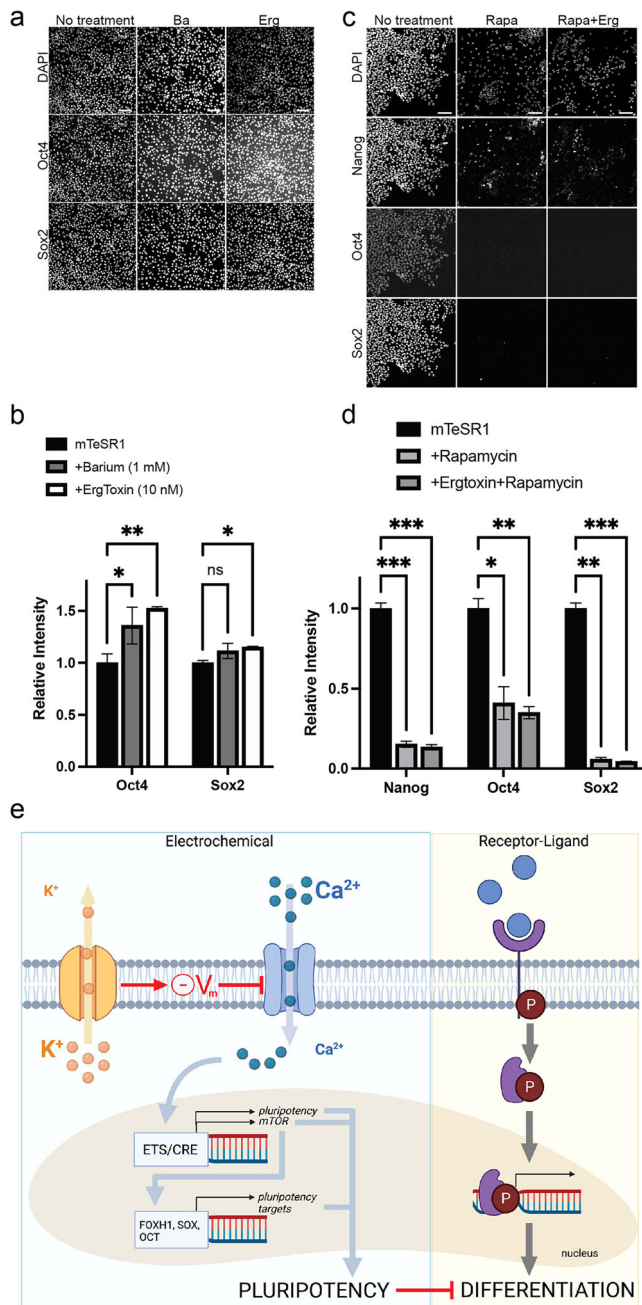 a
No treatment Ba Erg
DAPI
Oct4
Sox2
b
mTeSR1
+Barium (1 mM)
+ErgToxin (10 nM)
** *
* ns
Relative Intensity
1.5
1.0
0.5
0.0
Oct4 Sox2
c
No treatment Rapa Rapa+Erg
DAPI
Nanog
Oct4
Sox2
d
mTeSR1
+Rapamycin
+Ergtoxin+Rapamycin
*** ** ***
*** * **
Relative Intensity
1.0
0.5
0.0
Nanog Oct4 Sox2
e
Electrochemical
Receptor-Ligand
K+
Ca2+
− Vm
P
K+
Ca2+
P
pluripotency
mTOR
ETS/CRE
P
pluripotency
targets
FOXH1, SOX,
OCT
nucleus
PLURIPOTENCY DIFFERENTIATION